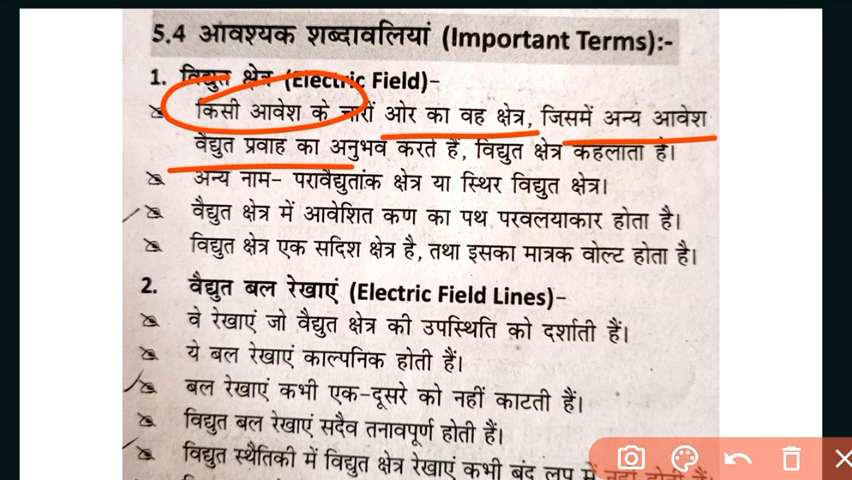 5.4 आवश्यक शब्दावलियां (Important Terms):-
1. विद्युत क्षेत्र (Electric Field)-
किसी आवेश के चारों ओर का वह क्षेत्र, जिसमें अन्य आवेश
वैद्युत प्रवाह का अनुभव करते हैं, विद्युत क्षेत्र कहलाता है।
अन्य नाम- परावैद्युतांक क्षेत्र या स्थिर विद्युत क्षेत्र।
वैद्युत क्षेत्र में आवेशित कण का पथ परवलयाकार होता है।
विद्युत क्षेत्र एक सदिश क्षेत्र है, तथा इसका मात्रक वोल्ट होता है।
2. वैद्युत बल रेखाएं (Electric Field Lines)-
वे रेखाएं जो वैद्युत क्षेत्र की उपस्थिति को दर्शाती हैं।
ये बल रेखाएं काल्पनिक होती हैं।
बल रेखाएं कभी एक-दूसरे को नहीं काटती हैं।
विद्युत बल रेखाएं सदैव तनावपूर्ण होती हैं।
विद्युत स्थैतिकी में विद्युत क्षेत्र रेखाएं कभी बंद लूप में नहीं होती हैं।